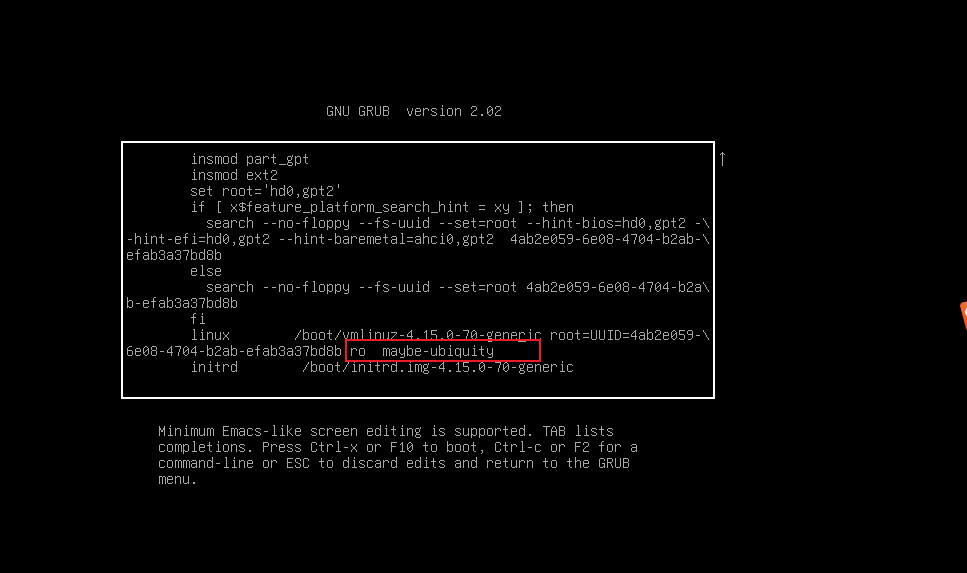 GNU GRUB  version 2.02
insmod part_gpt
insmod ext2
set root='hd0,gpt2'
if [ x$feature_platform_search_hint = xy ]; then
search --no-floppy --fs-uuid --set=root --hint-bios=hd0,gpt2 -\
-hint-efi=hd0,gpt2 --hint-baremetal=ahci0,gpt2  4ab2e059-6e08-4704-b2ab-\
efab3a37bd8b
else
search --no-floppy --fs-uuid --set=root 4ab2e059-6e08-4704-b2a\
b-efab3a37bd8b
fi
linux        /boot/vmlinuz-4.15.0-70-generic root=UUID=4ab2e059-\
6e08-4704-b2ab-efab3a37bd8b ro  maybe-ubiquity
initrd        /boot/initrd.img-4.15.0-70-generic
Minimum Emacs-like screen editing is supported. TAB lists
completions. Press Ctrl-x or F10 to boot, Ctrl-c or F2 for a
command-line or ESC to discard edits and return to the GRUB
menu.